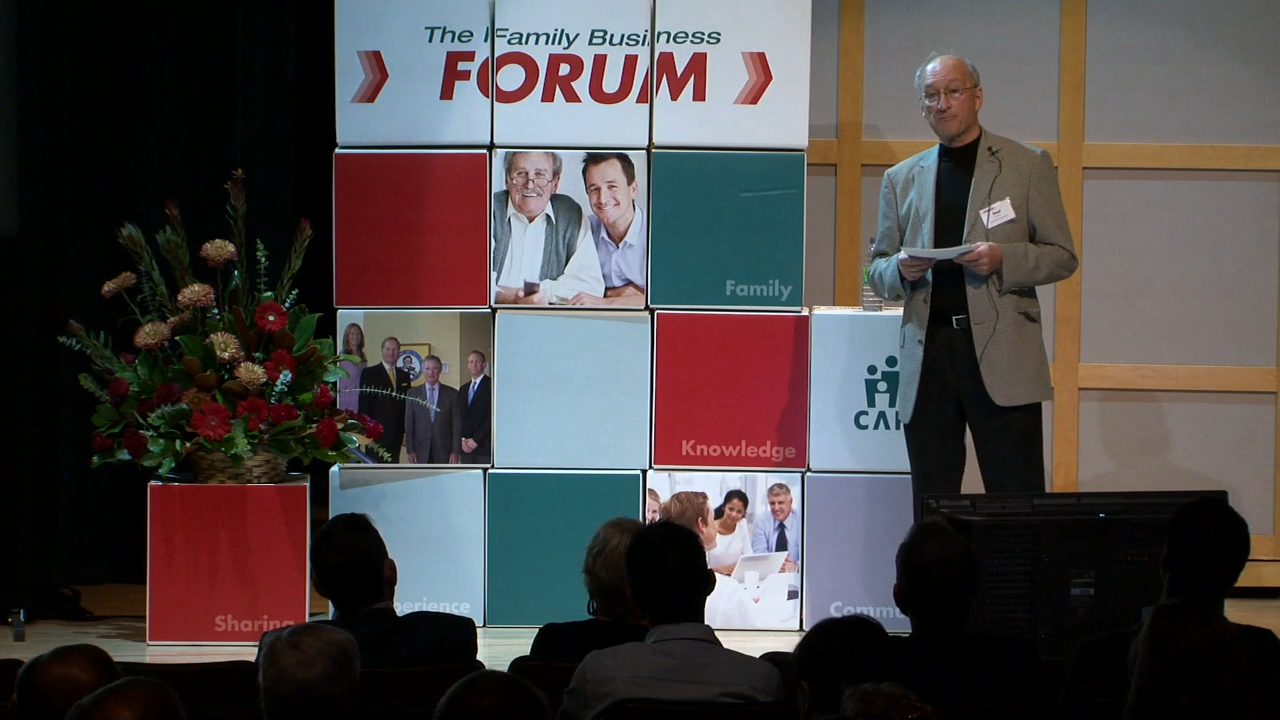 The Family Business
FORUM
Family
Knowledge
Sharing